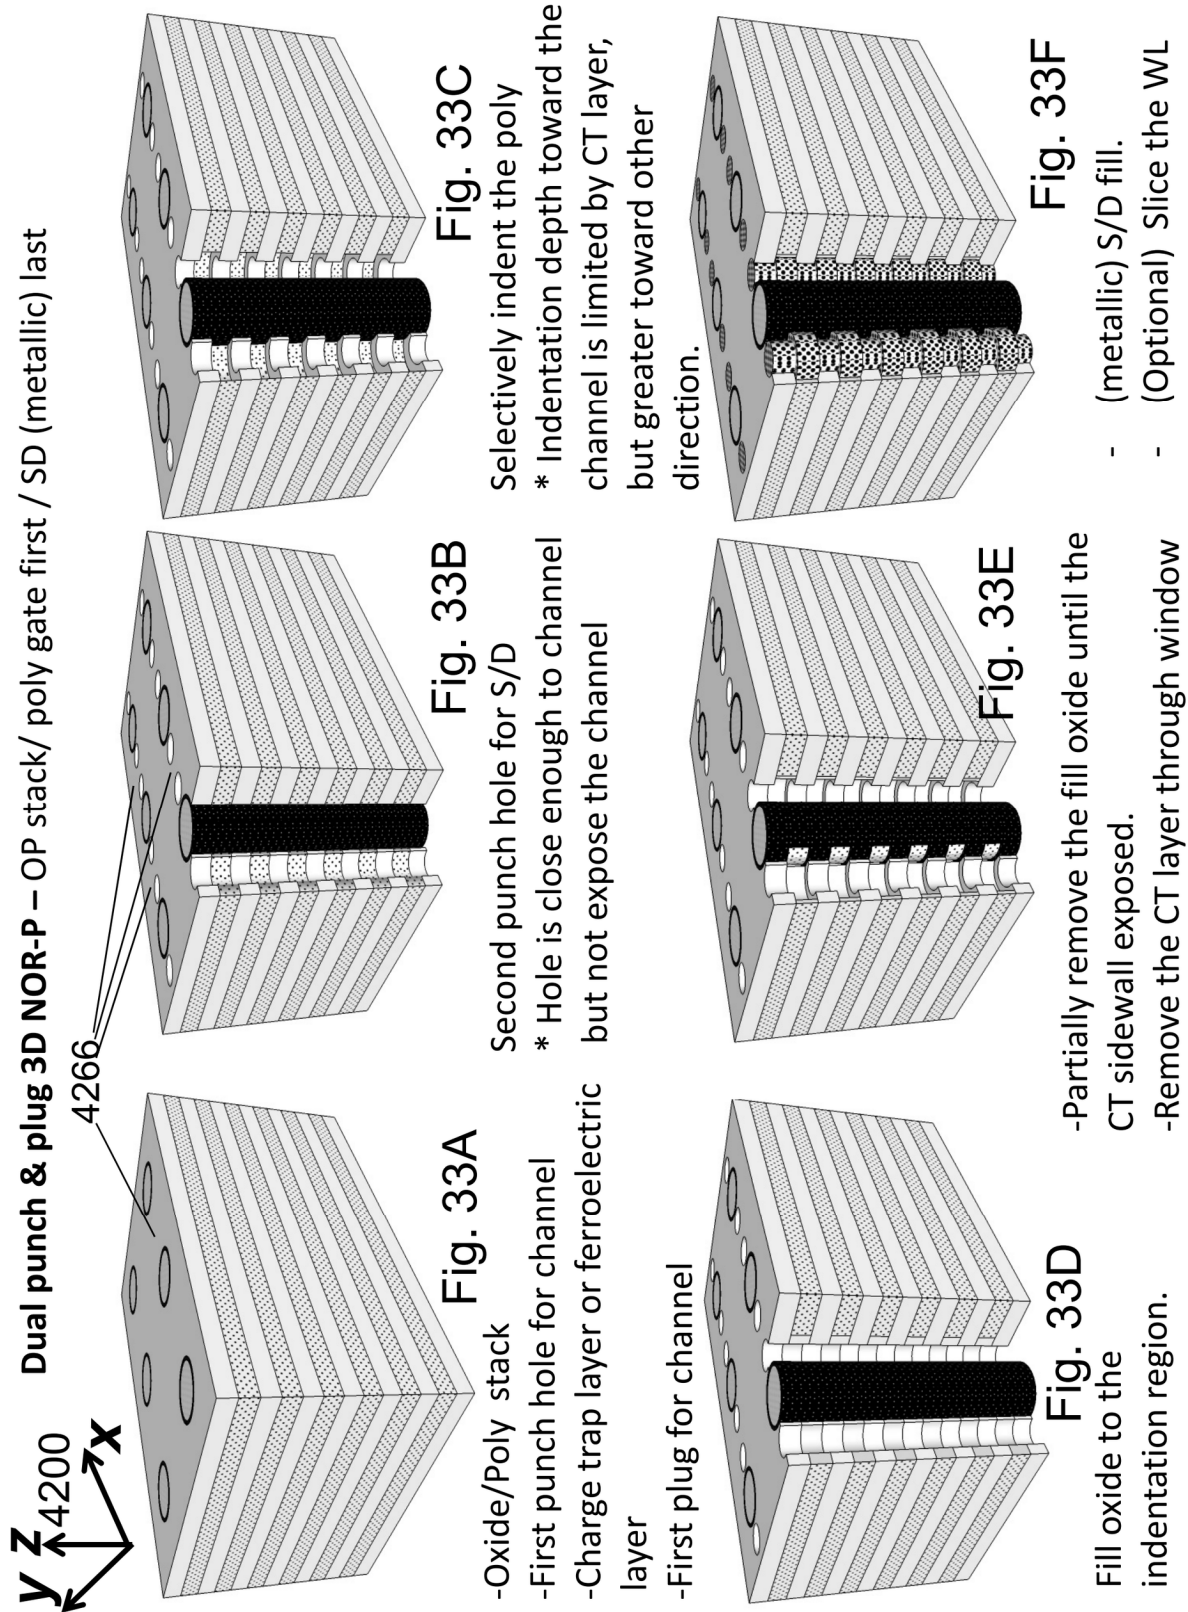 Dual punch & plug 3D NOR-P – OP stack/ poly gate first / SD (metallic) last
y z x
4200
4266
Fig. 33A
-Oxide/Poly stack
-First punch hole for channel
-Charge trap layer or ferroelectric
layer
-First plug for channel
Fig. 33B
Second punch hole for S/D
* Hole is close enough to channel
but not expose the channel
Fig. 33C
Selectively indent the poly
* Indentation depth toward the
channel is limited by CT layer,
but greater toward other
direction.
Fig. 33D
Fill oxide to the
indentation region.
Fig. 33E
-Partially remove the fill oxide until the
CT sidewall exposed.
-Remove the CT layer through window
Fig. 33F
- (metallic) S/D fill.
- (Optional) Slice the WL